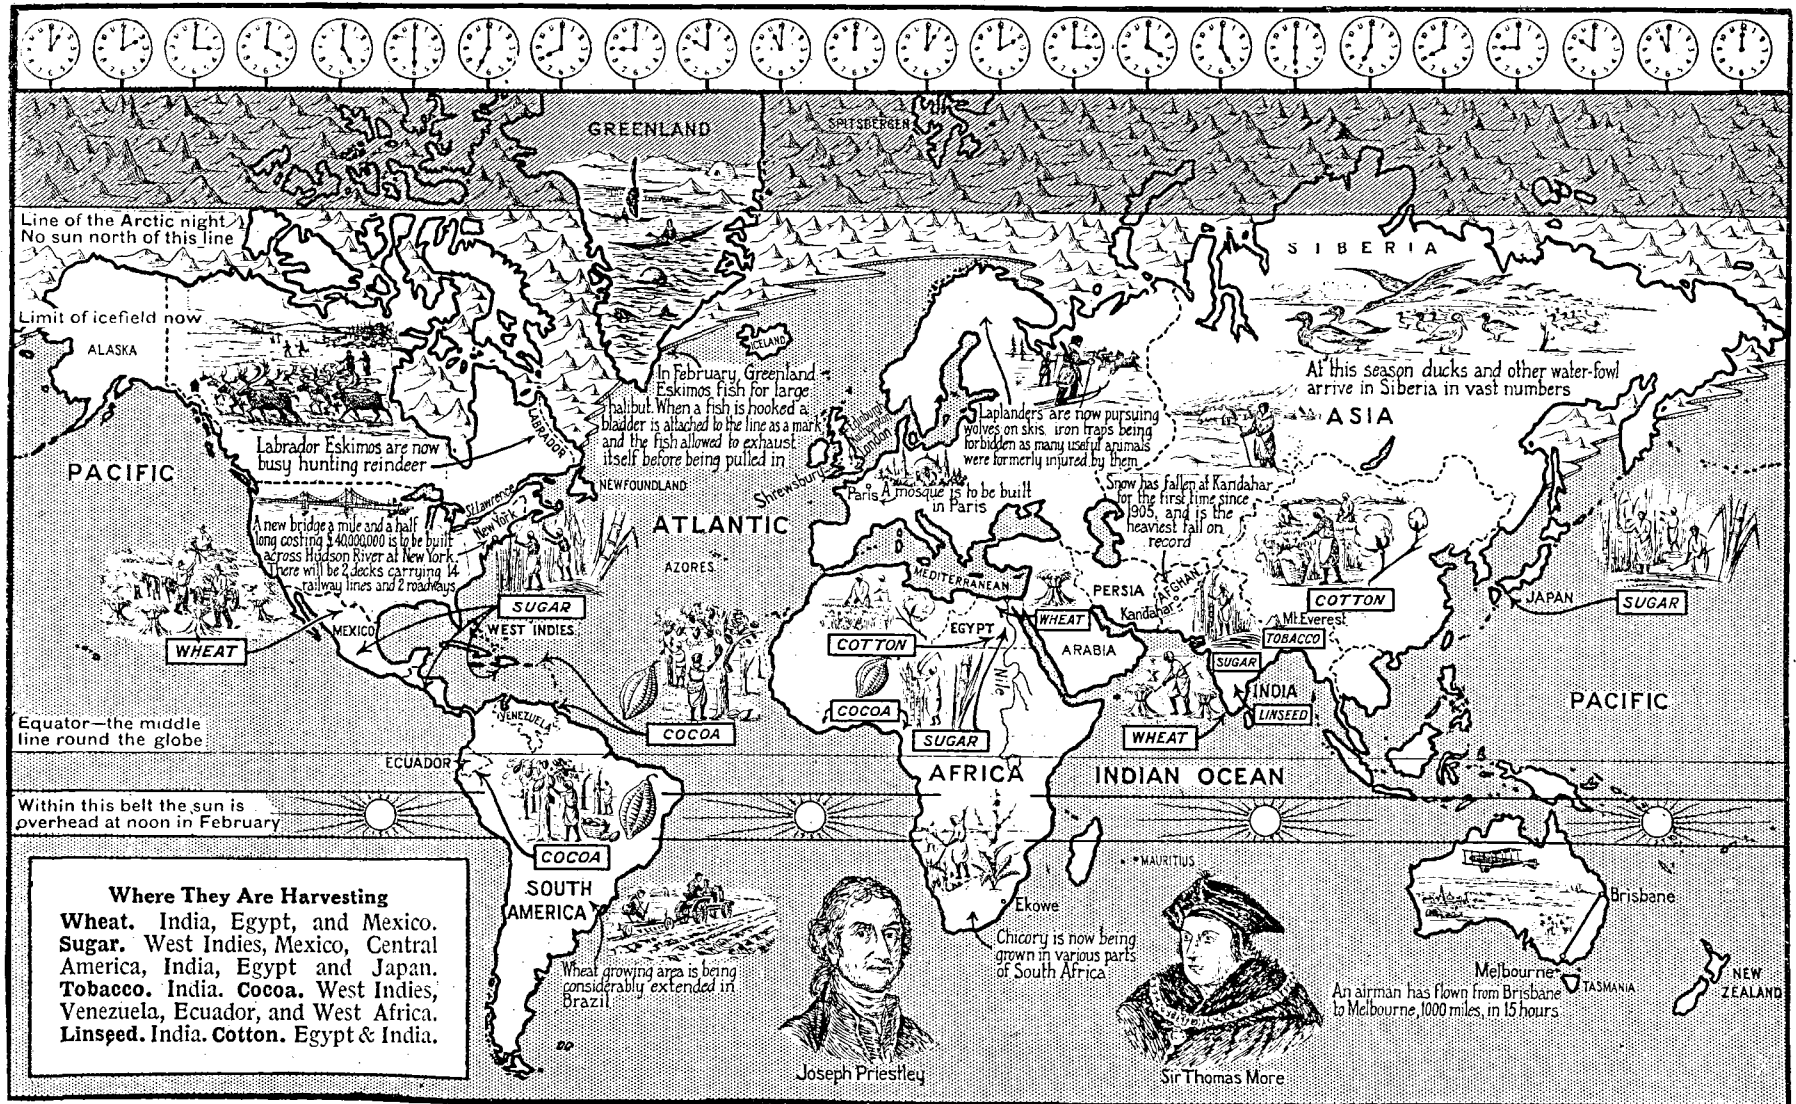 GREENLAND
SPITSBERGEN
Line of the Arctic night
No sun north of this line
SIBERIA
Limit of icefield now
ALASKA
ICELAND
In February, Greenland
Eskimos fish for large
halibut. When a fish is hooked a
bladder is attached to the line as a mark
and the fish allowed to exhaust
itself before being pulled in
At this season ducks and other water-fowl
arrive in Siberia in vast numbers
ASIA
Laplanders are now pursuing
wolves on skis, iron traps being
forbidden as many useful animals
were formerly injured by them
LABRADOR
Labrador Eskimos are now
busy hunting reindeer
Edinburgh
London
Shrewsbury
PACIFIC
NEWFOUNDLAND
St. Lawrence
New York
ATLANTIC
Paris
A mosque is to be built
in Paris
Snow has fallen at Kandahar
for the first time since
1905, and is the
heaviest fall on
record
A new bridge a mile and a half
long costing £40,000,000 is to be built
across Hudson River at New York.
There will be 2 decks carrying 14
railway lines and 2 roadways
AZORES
MEDITERRANEAN
PERSIA
AFGHAN
Kandahar
COTTON
JAPAN
SUGAR
SUGAR
WEST INDIES
MEXICO
WHEAT
WHEAT
EGYPT
COTTON
ARABIA
Mt. Everest
TOBACCO
SUGAR
INDIA
LINSEED
Nile
COCOA
COCOA
SUGAR
WHEAT
PACIFIC
Equator—the middle
line round the globe
VENEZUELA
ECUADOR
AFRICA
INDIAN OCEAN
Within this belt the sun is
overhead at noon in February
COCOA
MAURITIUS
SOUTH
AMERICA
Ekowe
Brisbane
Chicory is now being
grown in various parts
of South Africa
Wheat growing area is being
considerably extended in
Brazil
Melbourne
TASMANIA
NEW
ZEALAND
An airman has flown from Brisbane
to Melbourne, 1000 miles, in 15 hours
Where They Are Harvesting
Wheat. India, Egypt, and Mexico.
Sugar. West Indies, Mexico, Central
America, India, Egypt and Japan.
Tobacco. India. Cocoa. West Indies,
Venezuela, Ecuador, and West Africa.
Linseed. India. Cotton. Egypt & India.
Joseph Priestley
Sir Thomas More